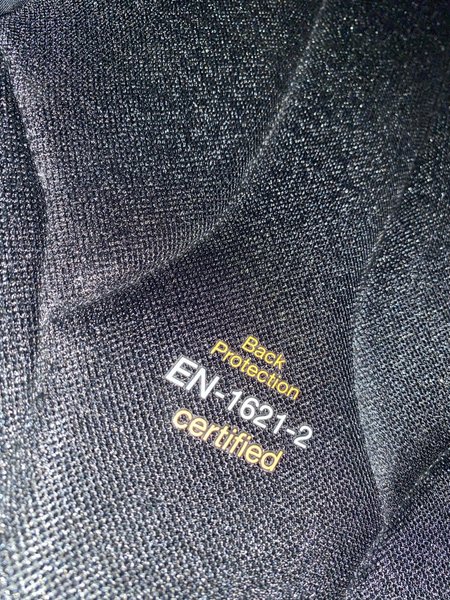 Back
Protection
EN-1621-2
certified